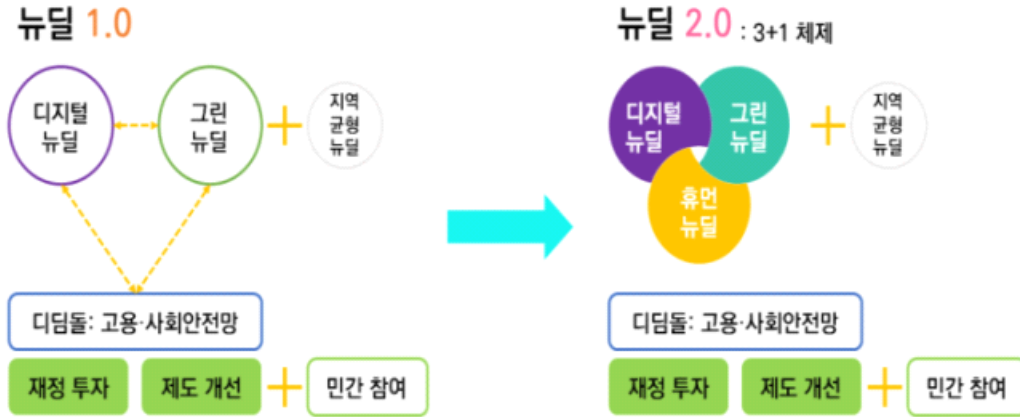 뉴딜 1.0
디지털
뉴딜
그린
뉴딜
지역
균형
뉴딜
디딤돌: 고용·사회안전망
재정 투자
제도 개선
민간 참여
뉴딜 2.0 : 3+1 체제
디지털
뉴딜
그린
뉴딜
휴먼
뉴딜
지역
균형
뉴딜
디딤돌: 고용·사회안전망
재정 투자
제도 개선
민간 참여